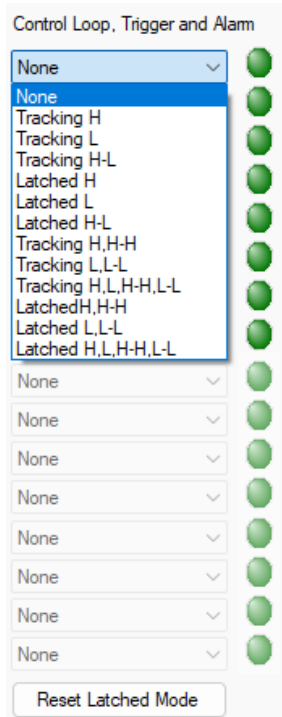 Control Loop, Trigger and Alarm
None
None
Tracking H
Tracking L
Tracking H-L
Latched H
Latched L
Latched H-L
Tracking H,H-H
Tracking L,L-L
Tracking H,L,H-H,L-L
LatchedH,H-H
Latched L,L-L
Latched H,L,H-H,L-L
None
None
None
None
None
None
None
None
Reset Latched Mode